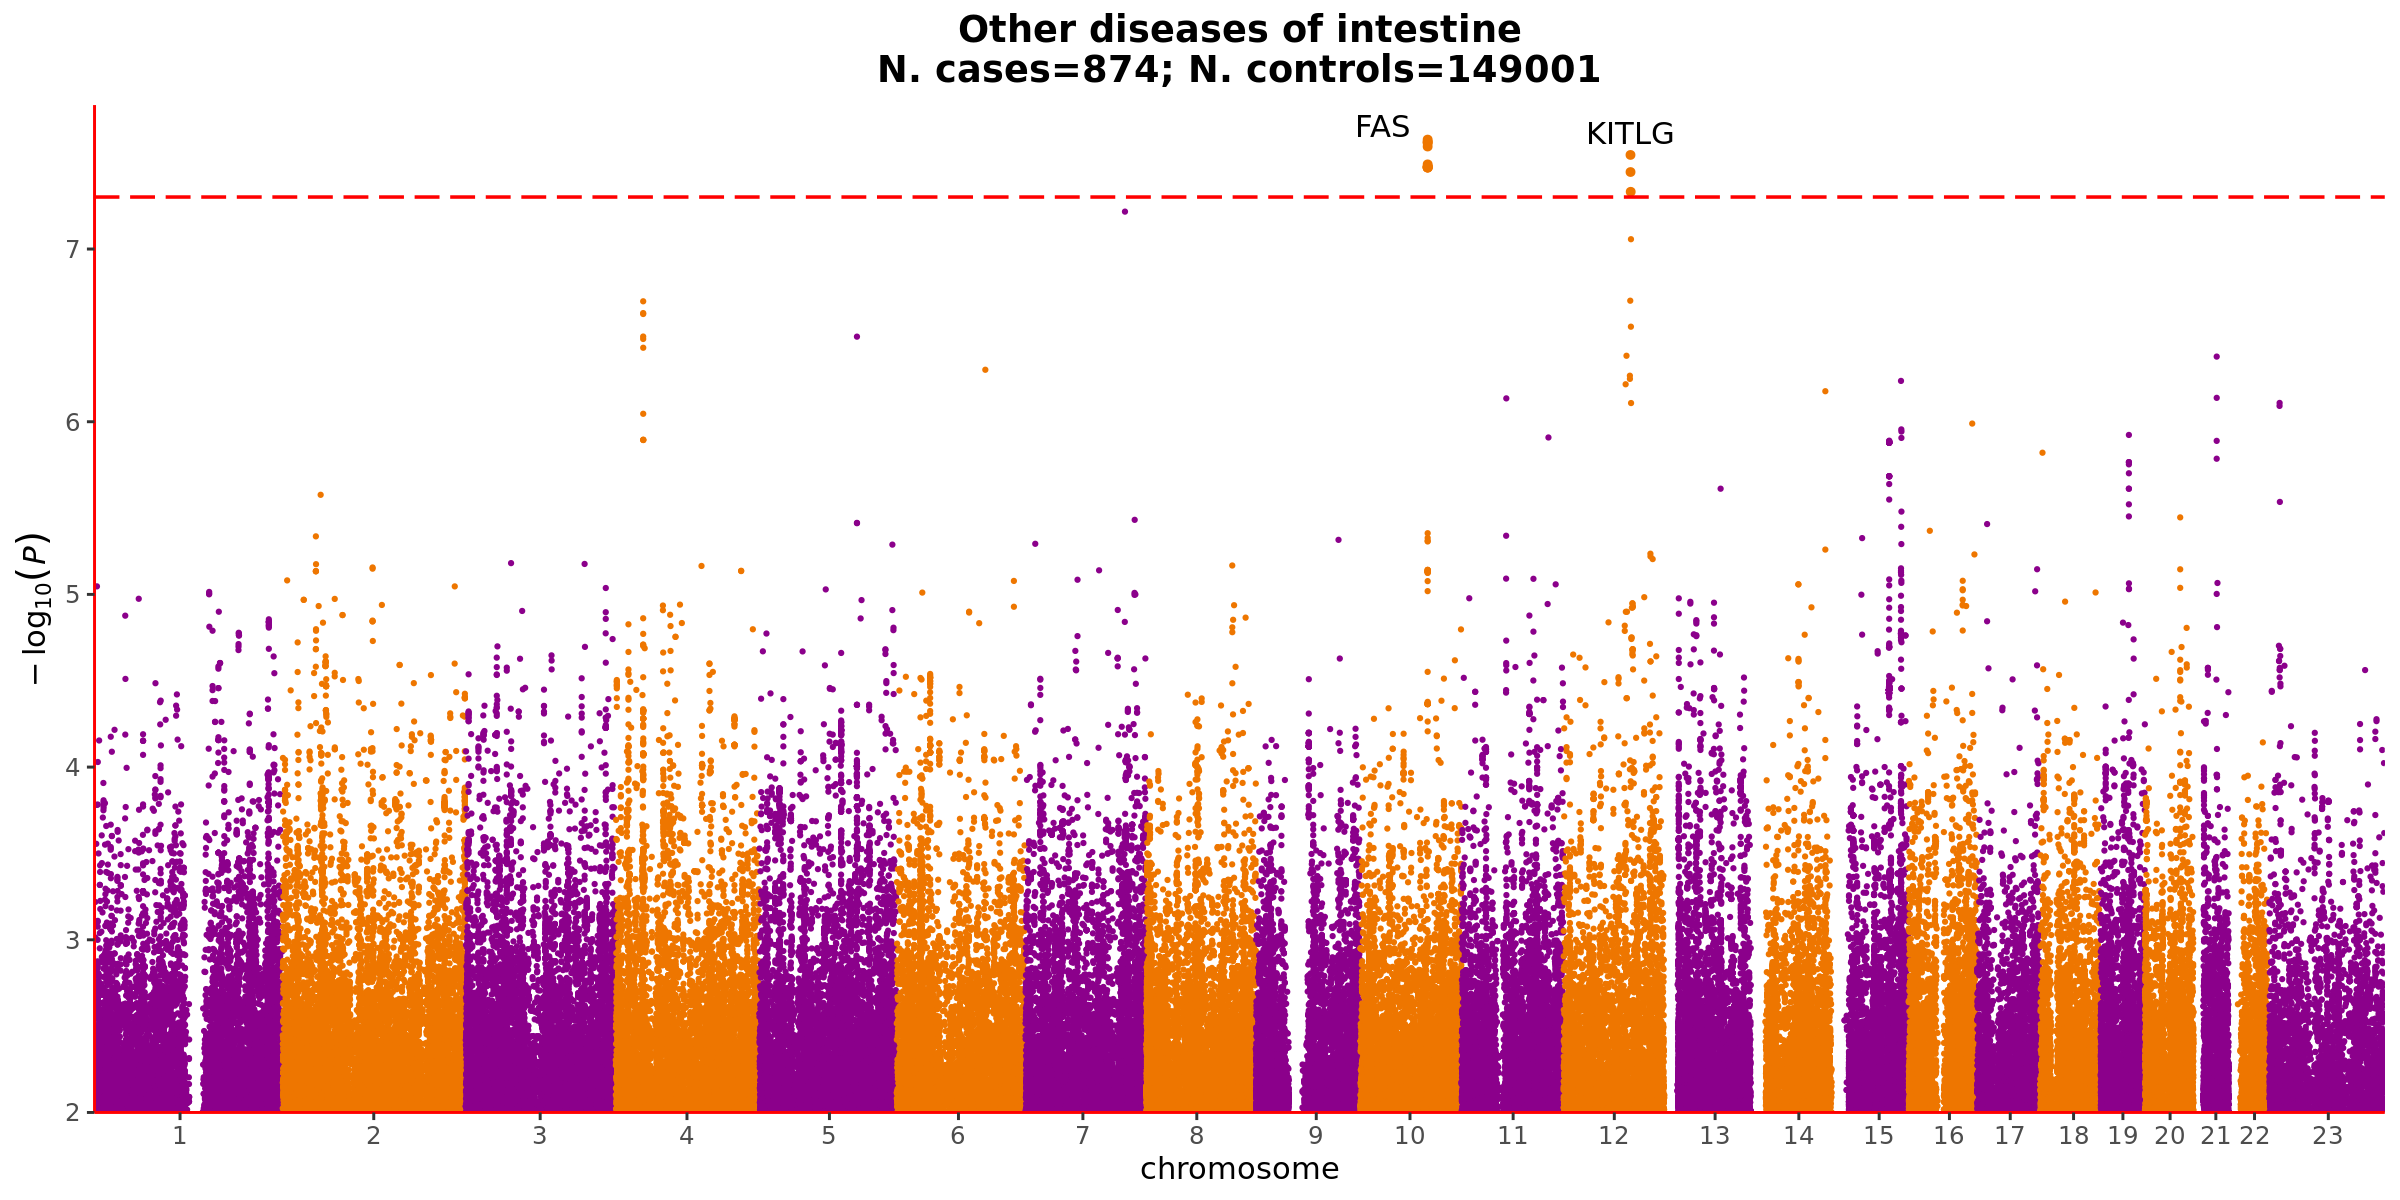 Other diseases of intestine
N. cases=874; N. controls=149001
FAS
KITLG
7
6
5
4
3
2
− log₁₀(P)
1 2 3 4 5 6 7 8 9 10 11 12 13 14 15 16 17 18 19 20 21 22 23
chromosome